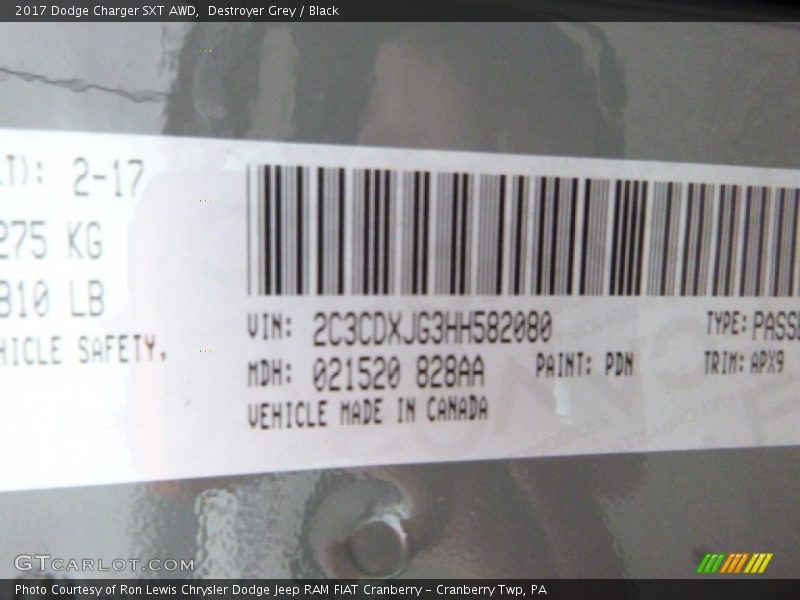 2017 Dodge Charger SXT AWD,  Destroyer Grey / Black
LT): 2-17
275 KG
810 LB
HICLE SAFETY,
VIN: 2C3CDXJG3HH582080
TYPE: PASSE
MDH: 021520 828AA
PAINT: PDN
TRIM: APX9
VEHICLE MADE IN CANADA
GTCARLOT.COM
Photo Courtesy of Ron Lewis Chrysler Dodge Jeep RAM FIAT Cranberry – Cranberry Twp, PA